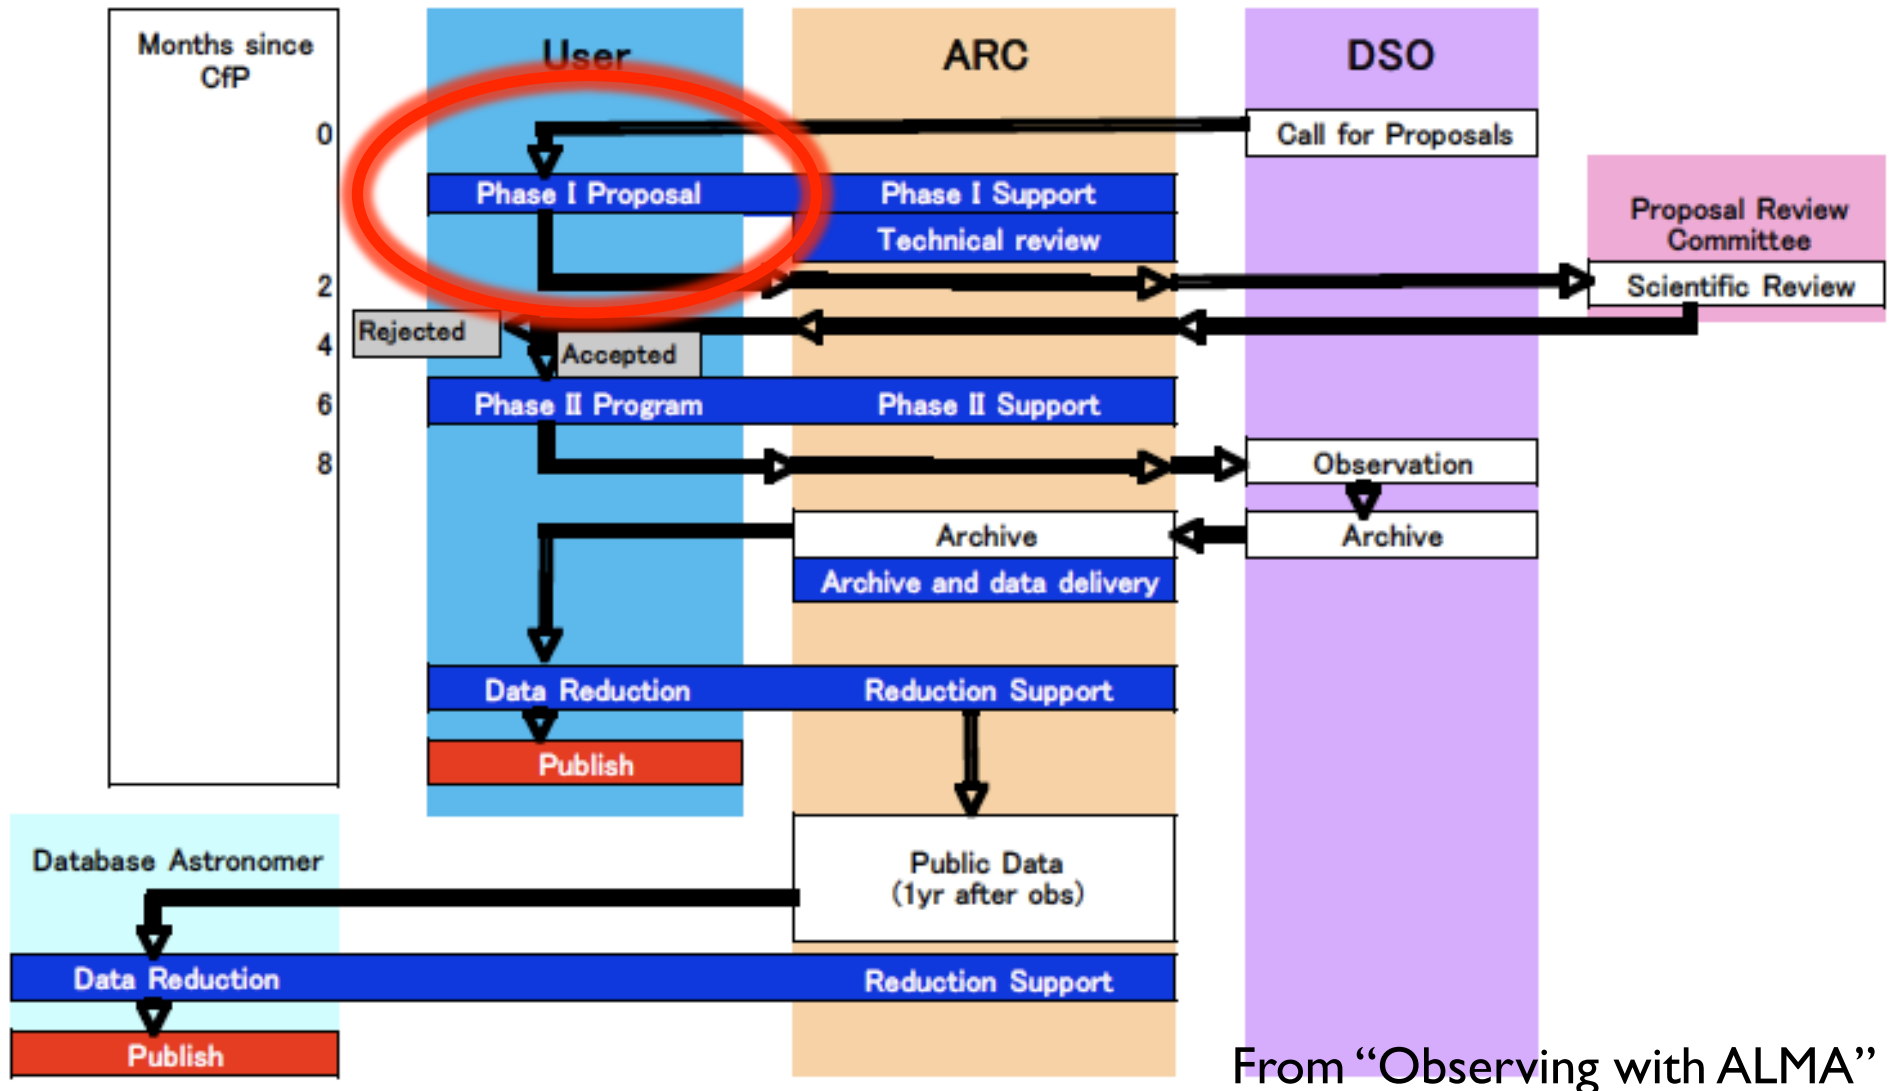 Months since
CfP
User
ARC
DSO
0
Call for Proposals
Phase I Proposal
Phase I Support
Technical review
Proposal Review
Committee
2
Scientific Review
Rejected
4
Accepted
6
Phase II Program
Phase II Support
8
Observation
Archive
Archive
Archive and data delivery
Data Reduction
Reduction Support
Publish
Database Astronomer
Public Data
(1yr after obs)
Data Reduction
Reduction Support
Publish
From “Observing with ALMA”